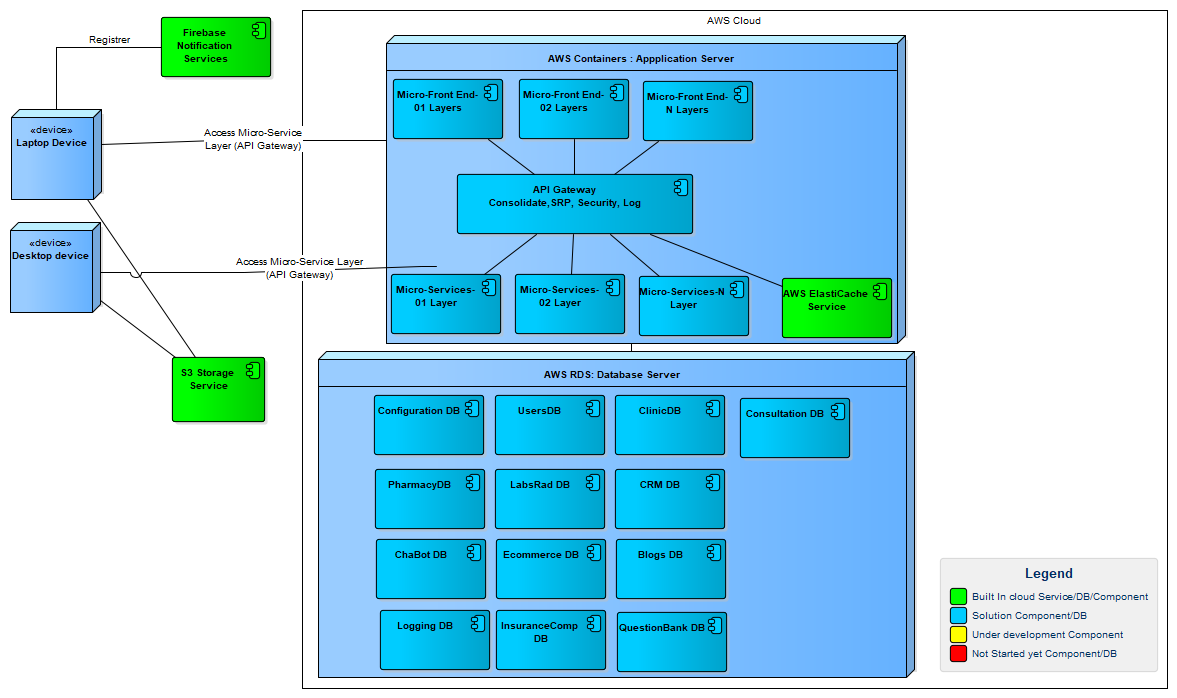 AWS Cloud
Firebase
Notification
Services
Registrer
«device»
Laptop Device
Access Micro-Service
Layer (API Gateway)
«device»
Desktop device
Access Micro-Service Layer
(API Gateway)
S3 Storage
Service
AWS Containers : Appplication Server
Micro-Front End-
01 Layers
Micro-Front End-
02 Layers
Micro-Front End-
N Layers
API Gateway
Consolidate,SRP, Security, Log
Micro-Services-
01 Layer
Micro-Services-
02 Layer
Micro-Services-N
Layer
AWS ElastiCache
Service
AWS RDS: Database Server
Configuration DB
UsersDB
ClinicDB
Consultation DB
PharmacyDB
LabsRad DB
CRM DB
ChaBot DB
Ecommerce DB
Blogs DB
Logging DB
InsuranceComp
DB
QuestionBank DB
Legend
Built In cloud Service/DB/Component
Solution Component/DB
Under development Component
Not Started yet Component/DB